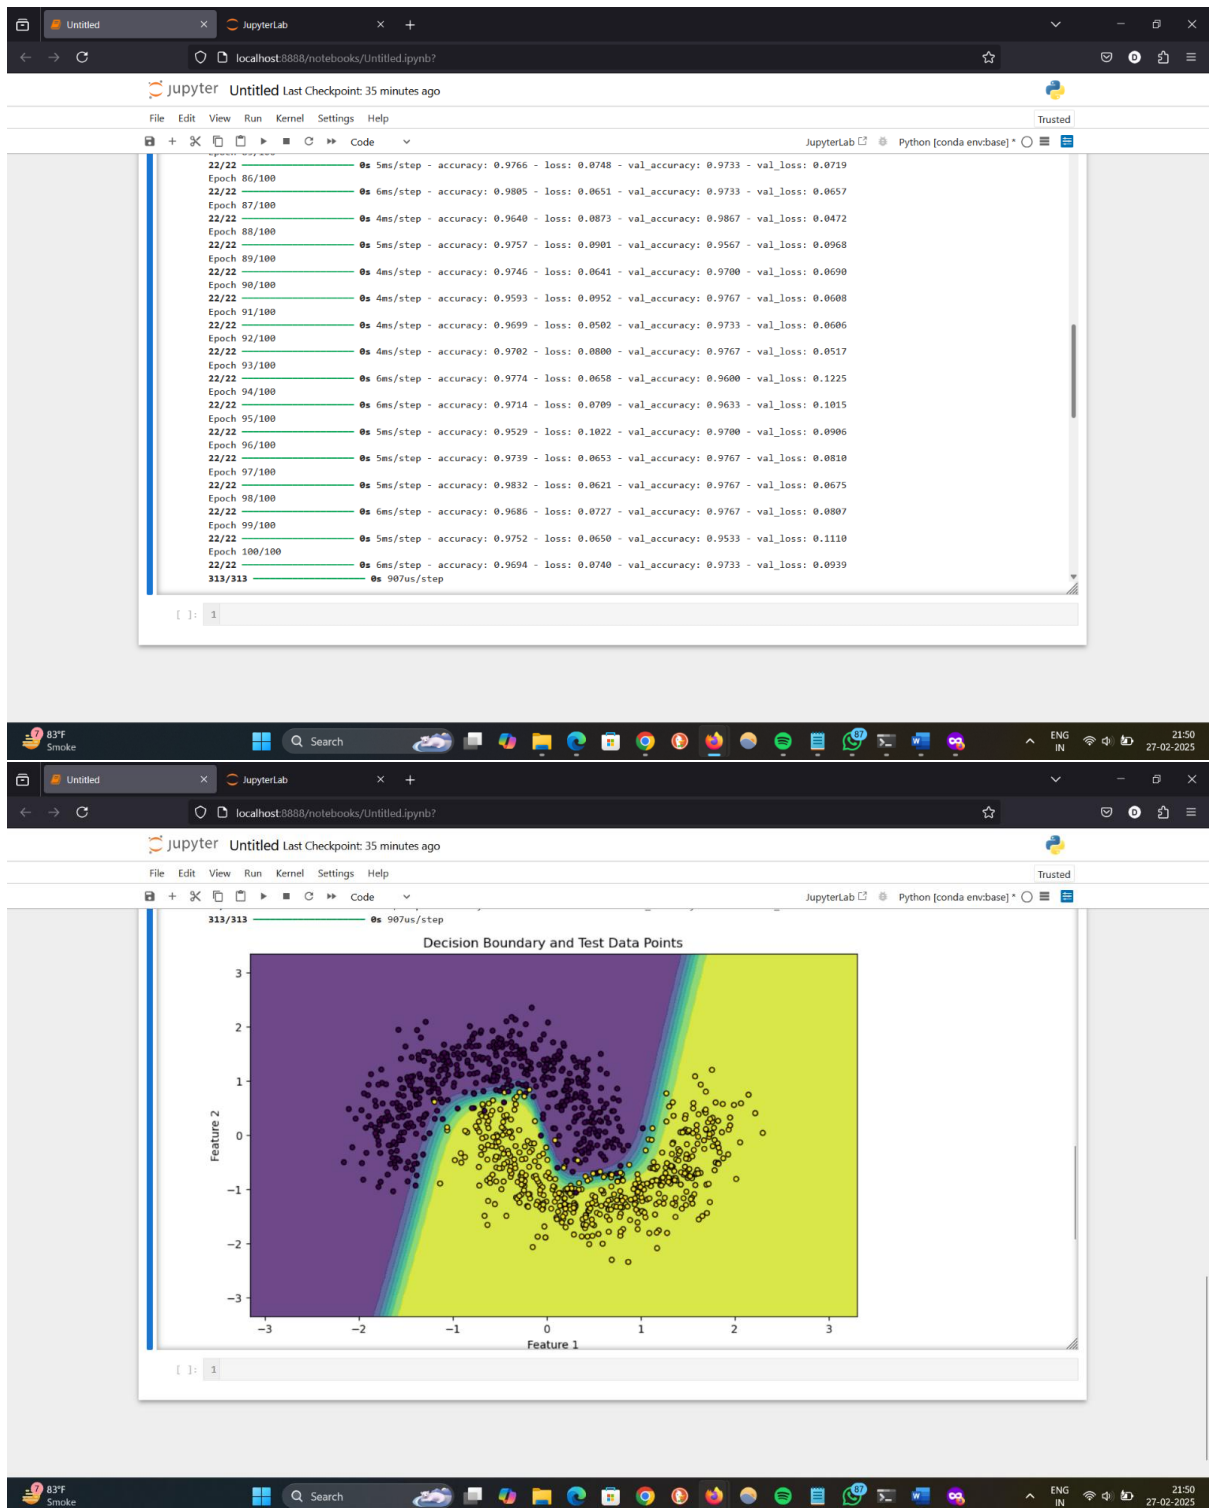 Untitled
JupyterLab
localhost:8888/notebooks/Untitled.ipynb?
jupyter Untitled Last Checkpoint: 35 minutes ago
File Edit View Run Kernel Settings Help
Trusted
Code
JupyterLab Python [conda env:base] *
22/22 0s 5ms/step - accuracy: 0.9766 - loss: 0.0748 - val_accuracy: 0.9733 - val_loss: 0.0719
Epoch 86/100
22/22 0s 6ms/step - accuracy: 0.9805 - loss: 0.0651 - val_accuracy: 0.9733 - val_loss: 0.0657
Epoch 87/100
22/22 0s 4ms/step - accuracy: 0.9640 - loss: 0.0873 - val_accuracy: 0.9867 - val_loss: 0.0472
Epoch 88/100
22/22 0s 5ms/step - accuracy: 0.9757 - loss: 0.0901 - val_accuracy: 0.9567 - val_loss: 0.0968
Epoch 89/100
22/22 0s 4ms/step - accuracy: 0.9746 - loss: 0.0641 - val_accuracy: 0.9700 - val_loss: 0.0690
Epoch 90/100
22/22 0s 4ms/step - accuracy: 0.9593 - loss: 0.0952 - val_accuracy: 0.9767 - val_loss: 0.0608
Epoch 91/100
22/22 0s 4ms/step - accuracy: 0.9699 - loss: 0.0502 - val_accuracy: 0.9733 - val_loss: 0.0606
Epoch 92/100
22/22 0s 4ms/step - accuracy: 0.9702 - loss: 0.0800 - val_accuracy: 0.9767 - val_loss: 0.0517
Epoch 93/100
22/22 0s 6ms/step - accuracy: 0.9774 - loss: 0.0658 - val_accuracy: 0.9600 - val_loss: 0.1225
Epoch 94/100
22/22 0s 6ms/step - accuracy: 0.9714 - loss: 0.0709 - val_accuracy: 0.9633 - val_loss: 0.1015
Epoch 95/100
22/22 0s 5ms/step - accuracy: 0.9529 - loss: 0.1022 - val_accuracy: 0.9700 - val_loss: 0.0906
Epoch 96/100
22/22 0s 5ms/step - accuracy: 0.9739 - loss: 0.0653 - val_accuracy: 0.9767 - val_loss: 0.0810
Epoch 97/100
22/22 0s 5ms/step - accuracy: 0.9832 - loss: 0.0621 - val_accuracy: 0.9767 - val_loss: 0.0675
Epoch 98/100
22/22 0s 6ms/step - accuracy: 0.9686 - loss: 0.0727 - val_accuracy: 0.9767 - val_loss: 0.0807
Epoch 99/100
22/22 0s 5ms/step - accuracy: 0.9752 - loss: 0.0650 - val_accuracy: 0.9533 - val_loss: 0.1110
Epoch 100/100
22/22 0s 6ms/step - accuracy: 0.9694 - loss: 0.0740 - val_accuracy: 0.9733 - val_loss: 0.0939
313/313 0s 907us/step
[ ]: 1
7
83°F
Smoke
Search
87
ENG
IN
21:50
27-02-2025
Untitled
JupyterLab
localhost:8888/notebooks/Untitled.ipynb?
jupyter Untitled Last Checkpoint: 35 minutes ago
File Edit View Run Kernel Settings Help
Trusted
Code
JupyterLab Python [conda env:base] *
313/313 0s 907us/step
Decision Boundary and Test Data Points
3
2
1
0
−1
−2
−3
Feature 2
−3 −2 −1 0 1 2 3
Feature 1
[ ]: 1
7
83°F
Smoke
Search
87
ENG
IN
21:50
27-02-2025